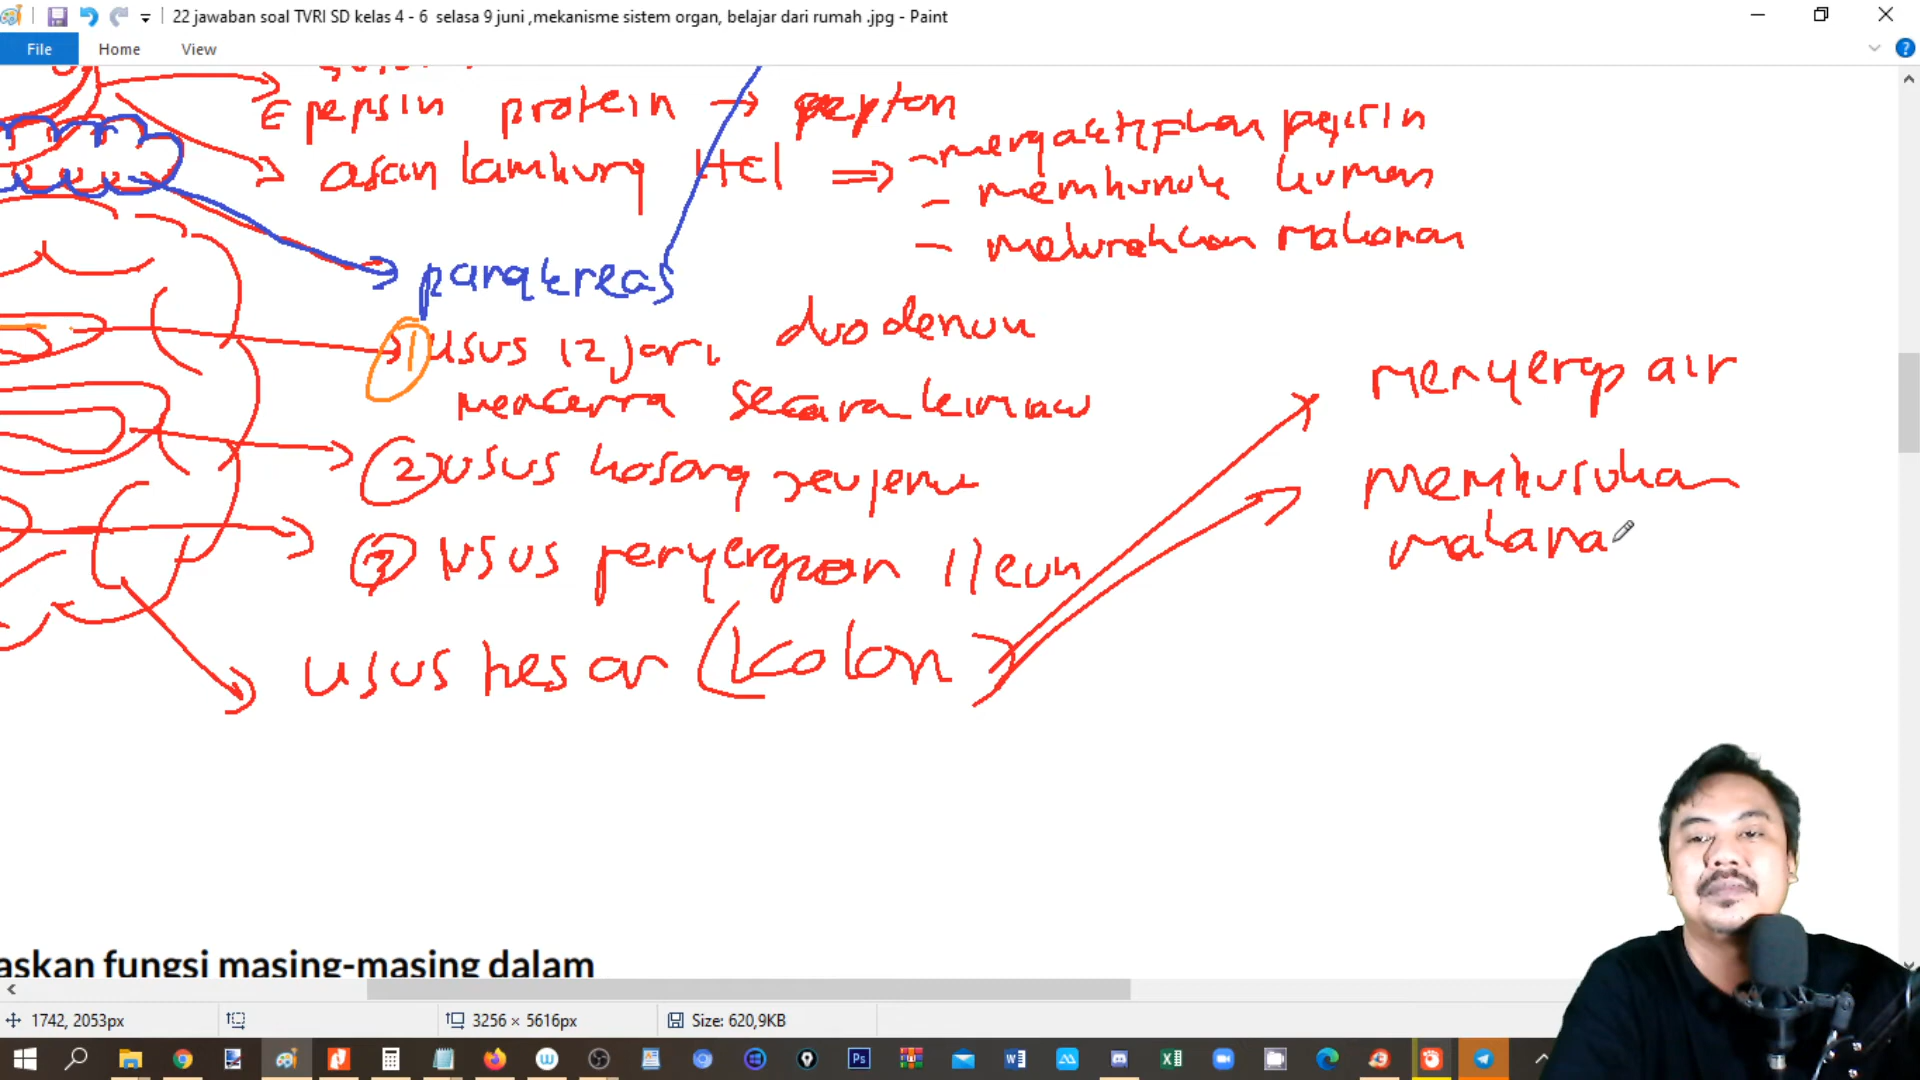 22 jawaban soal TVRI SD kelas 4 - 6 selasa 9 juni ,mekanisme sistem organ, belajar dari rumah .jpg - Paint
File Home View
E pepsin protein → pepton
asam lambung HCl ⇒ - mengaktifkan pepsin
- membunuh kuman
- melunakkan makanan
pangkreas
1 usus 12 jari duodenum
mencerna secara kimiawi
2 usus kosong jeujenum
3 usus penyerapan ileum
usus besar (kolon)
menyerap air
membusukan
makana
askan fungsi masing-masing dalam
1742, 2053px 3256 × 5616px Size: 620,9KB